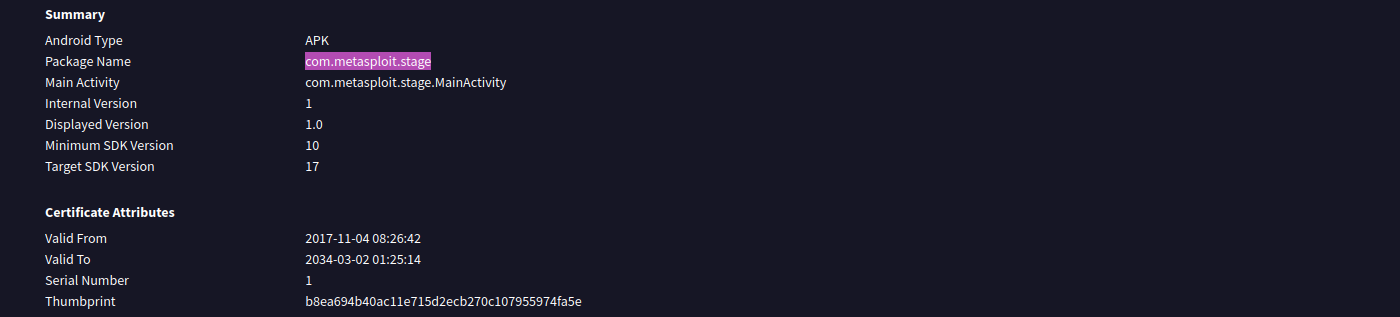 Summary
Android Type APK
Package Name com.metasploit.stage
Main Activity com.metasploit.stage.MainActivity
Internal Version 1
Displayed Version 1.0
Minimum SDK Version 10
Target SDK Version 17
Certificate Attributes
Valid From 2017-11-04 08:26:42
Valid To 2034-03-02 01:25:14
Serial Number 1
Thumbprint b8ea694b40ac11e715d2ecb270c107955974fa5e